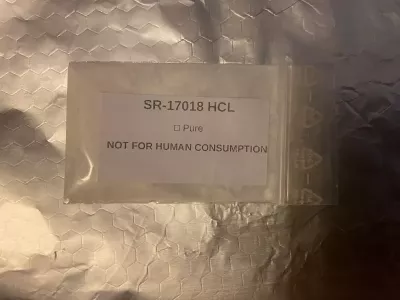 SR-17018 HCL
☐ Pure
NOT FOR HUMAN CONSUMPTION